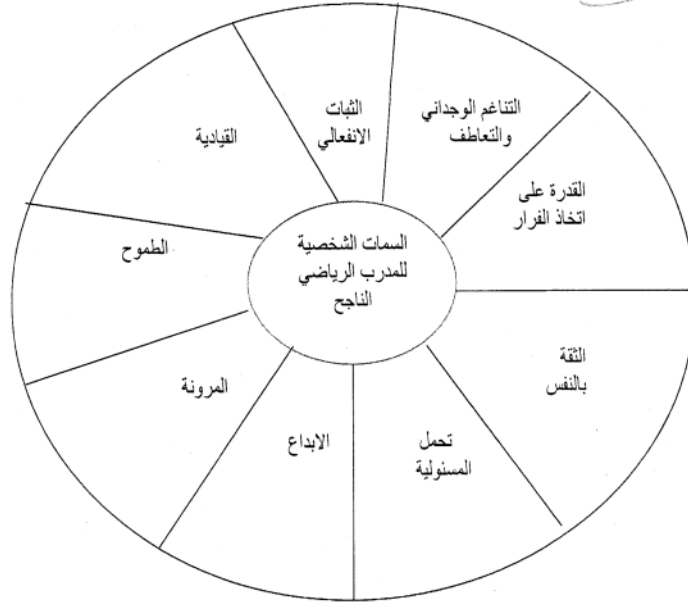 السمات الشخصية
للمدرب الرياضي
الناجح
التناغم الوجداني
والتعاطف
القدرة على
اتخاذ الفرار
الثقة
بالنفس
تحمل
المسئولية
الابداع
المرونة
الطموح
القيادية
الثبات
الانفعالي